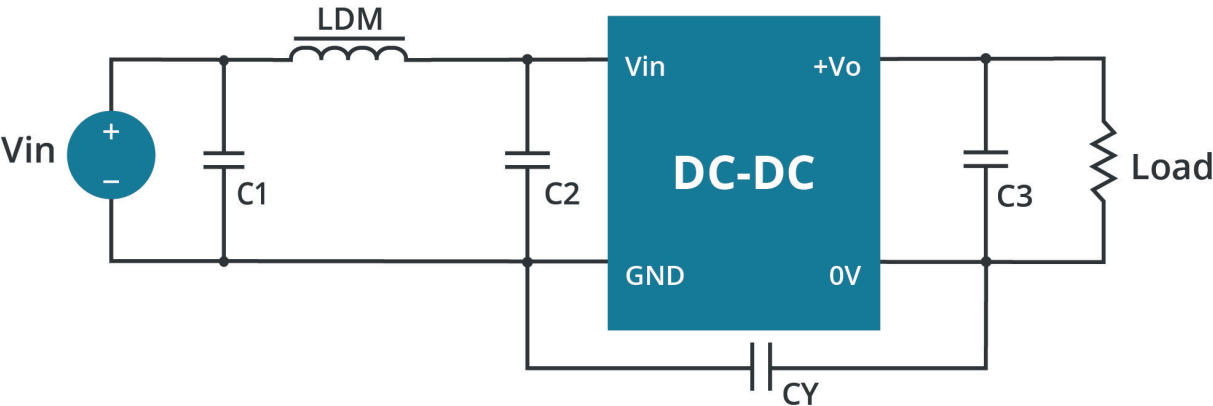 LDM
Vin
+
−
C1
C2
Vin
+Vo
DC-DC
GND
0V
C3
Load
CY